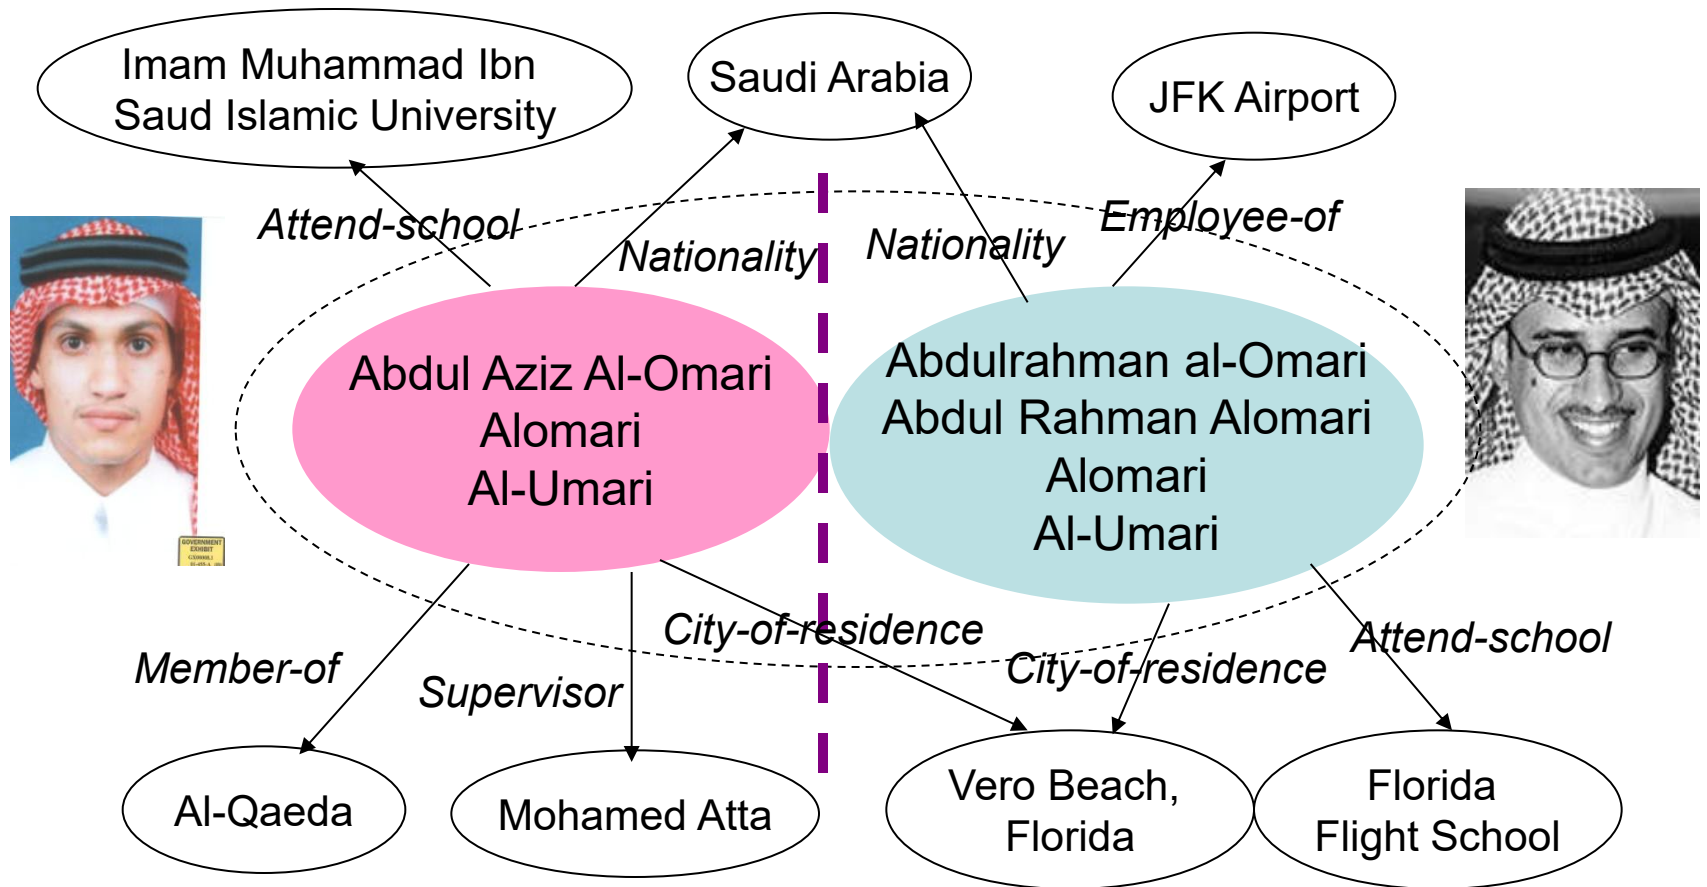 Imam Muhammad Ibn
Saud Islamic University
Saudi Arabia
JFK Airport
Attend-school
Nationality
Nationality
Employee-of
Abdul Aziz Al-Omari
Alomari
Al-Umari
Abdulrahman al-Omari
Abdul Rahman Alomari
Alomari
Al-Umari
GOVERNMENT
EXHIBIT
Member-of
Supervisor
City-of-residence
City-of-residence
Attend-school
Al-Qaeda
Mohamed Atta
Vero Beach,
Florida
Florida
Flight School